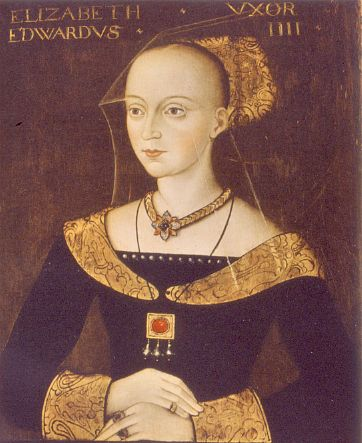 ELIZABETH · VXOR
EDWARDVS · IIII